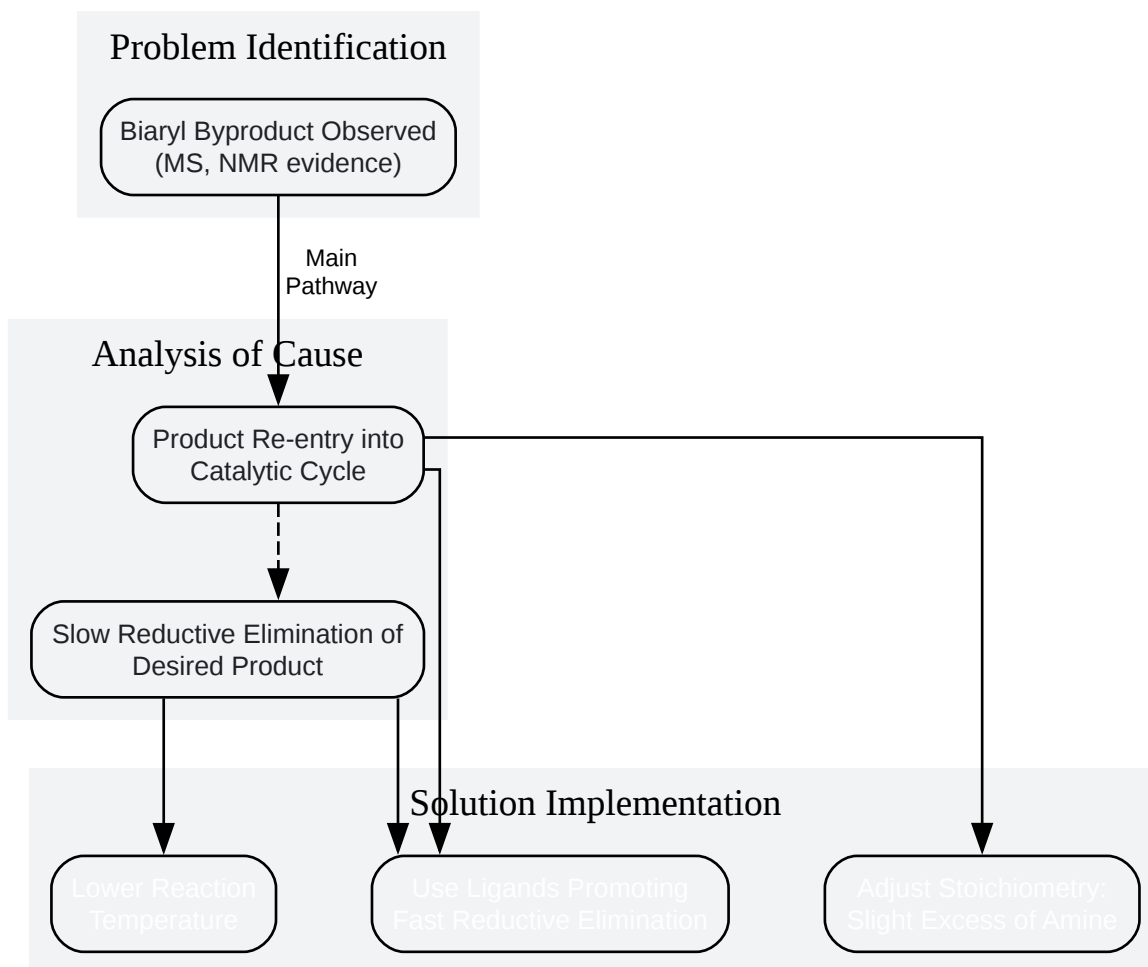 Problem Identification
Biaryl Byproduct Observed
(MS, NMR evidence)
Main
Pathway
Analysis of Cause
Product Re-entry into
Catalytic Cycle
Slow Reductive Elimination of
Desired Product
Solution Implementation
Lower Reaction
Temperature
Use Ligands Promoting
Fast Reductive Elimination
Adjust Stoichiometry:
Slight Excess of Amine